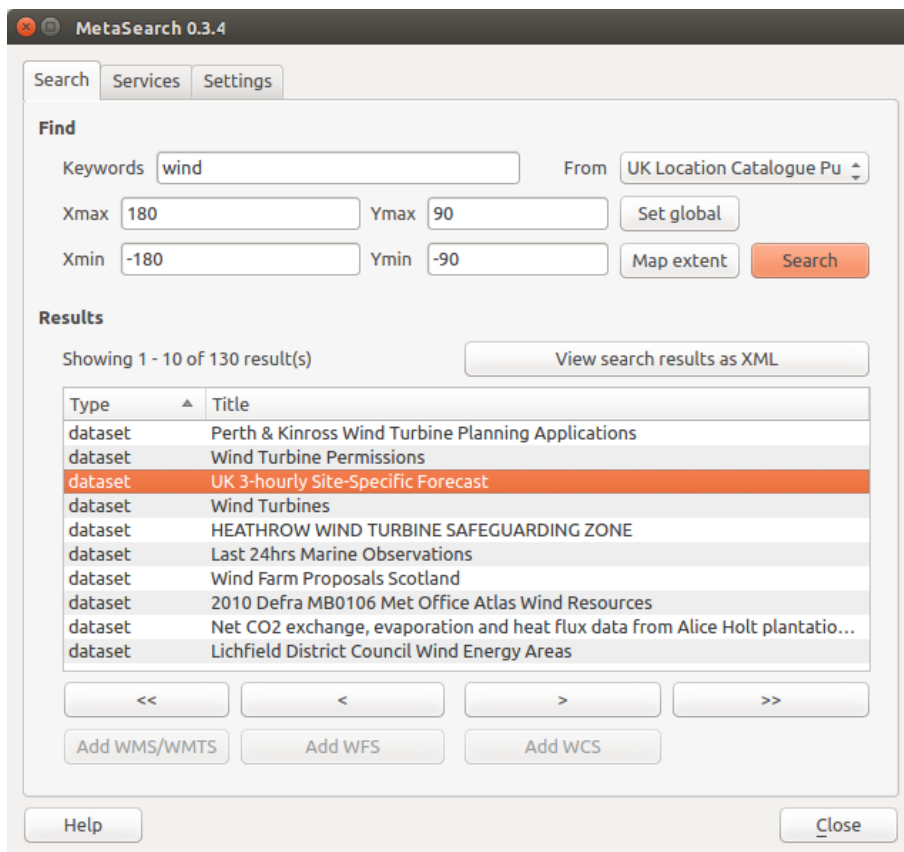 MetaSearch 0.3.4
Search Services Settings
Find
Keywords wind From UK Location Catalogue Pu
Xmax 180 Ymax 90 Set global
Xmin -180 Ymin -90 Map extent Search
Results
Showing 1 - 10 of 130 result(s) View search results as XML
Type Title
dataset Perth & Kinross Wind Turbine Planning Applications
dataset Wind Turbine Permissions
dataset UK 3-hourly Site-Specific Forecast
dataset Wind Turbines
dataset HEATHROW WIND TURBINE SAFEGUARDING ZONE
dataset Last 24hrs Marine Observations
dataset Wind Farm Proposals Scotland
dataset 2010 Defra MB0106 Met Office Atlas Wind Resources
dataset Net CO2 exchange, evaporation and heat flux data from Alice Holt plantatio...
dataset Lichfield District Council Wind Energy Areas
<< < > >>
Add WMS/WMTS Add WFS Add WCS
Help Close